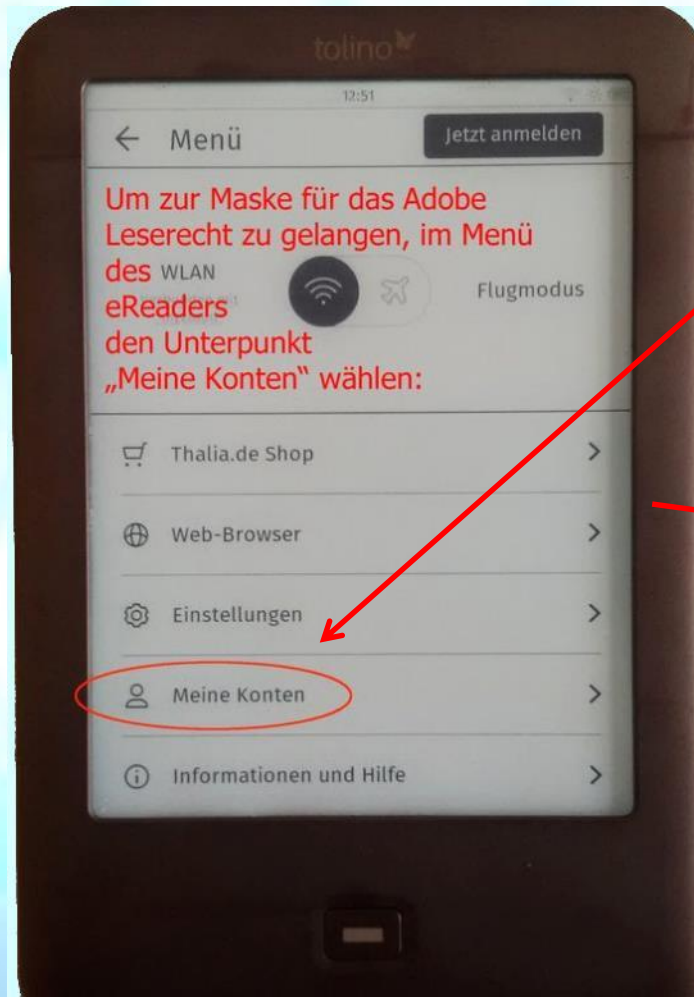 tolino
12:51
Menü
Jetzt anmelden
Um zur Maske für das Adobe
Leserecht zu gelangen, im Menü
des
WLAN
Flugmodus
eReaders
den Unterpunkt
„Meine Konten“ wählen:
Thalia.de Shop
Web-Browser
Einstellungen
Meine Konten
Informationen und Hilfe